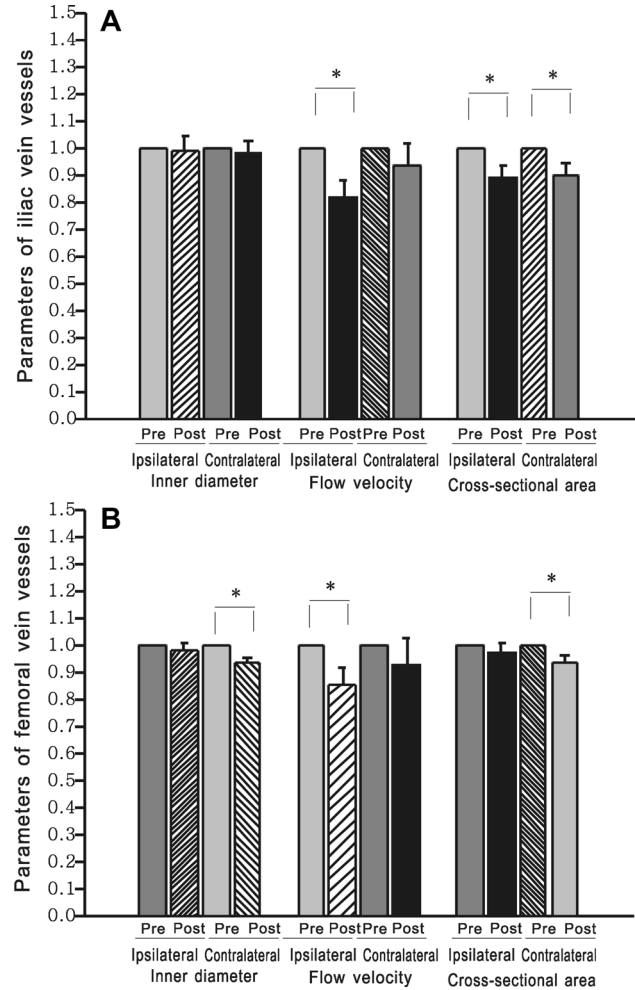 A
Parameters of iliac vein vessels
1.5
1.4
1.3
1.2
1.1
1.0
0.9
0.8
0.7
0.6
0.5
0.4
0.3
0.2
0.1
0.0
* * *
Pre Post Pre Post Pre Post Pre Post Pre Post Pre Post
Ipsilateral Contralateral Ipsilateral Contralateral Ipsilateral Contralateral
Inner diameter Flow velocity Cross-sectional area
B
Parameters of femoral vein vessels
1.5
1.4
1.3
1.2
1.1
1.0
0.9
0.8
0.7
0.6
0.5
0.4
0.3
0.2
0.1
0.0
* * *
Pre Post Pre Post Pre Post Pre Post Pre Post Pre Post
Ipsilateral Contralateral Ipsilateral Contralateral Ipsilateral Contralateral
Inner diameter Flow velocity Cross-sectional area